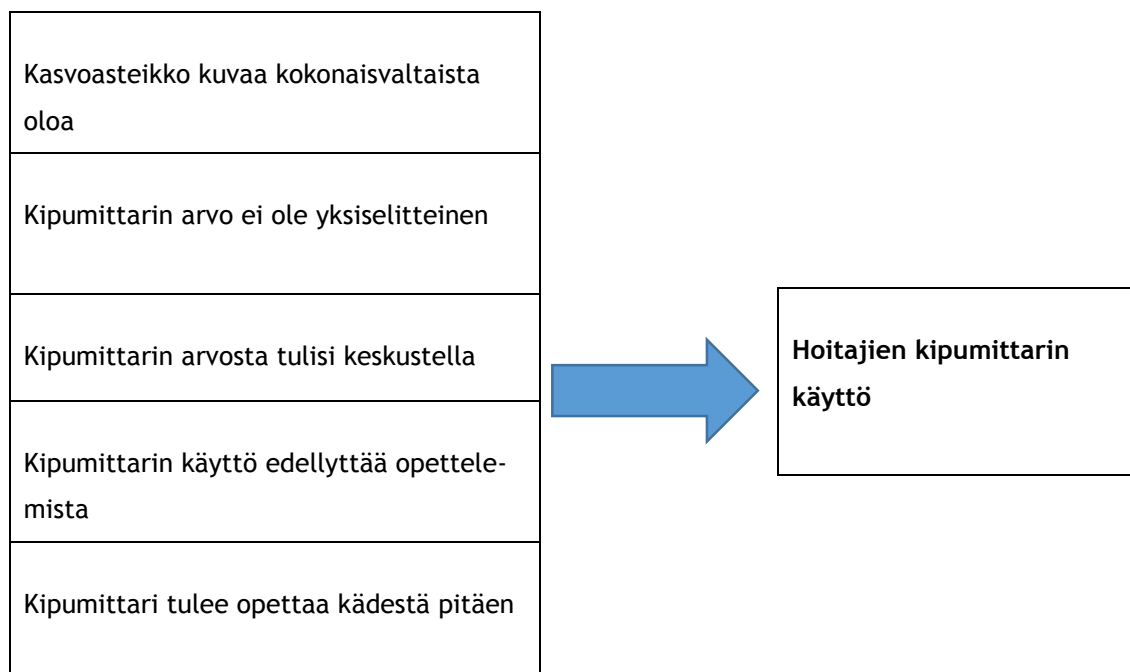 Kasvoasteikko kuvaa kokonaisvaltaista
oloa
Kipumittarin arvo ei ole yksiselitteinen
Kipumittarin arvosta tulisi keskustella
Kipumittarin käyttö edellyttää opettele-
mista
Kipumittari tulee opettaa kädestä pitäen
Hoitajien kipumittarin
käyttö